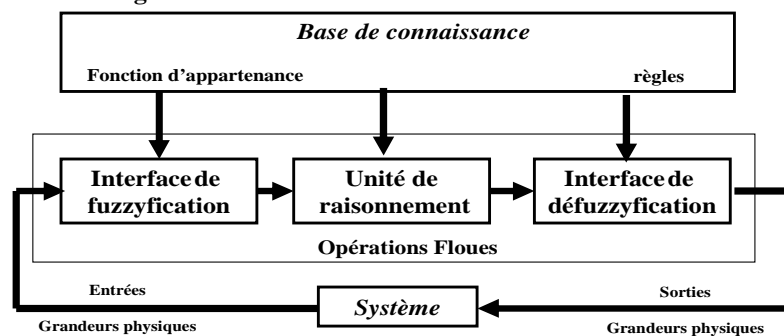 Base de connaissance
Fonction d'appartenance règles
Interface de fuzzyfication
Unité de raisonnement
Interface de défuzzyfication
Opérations Floues
Entrées
Grandeurs physiques
Système
Sorties
Grandeurs physiques